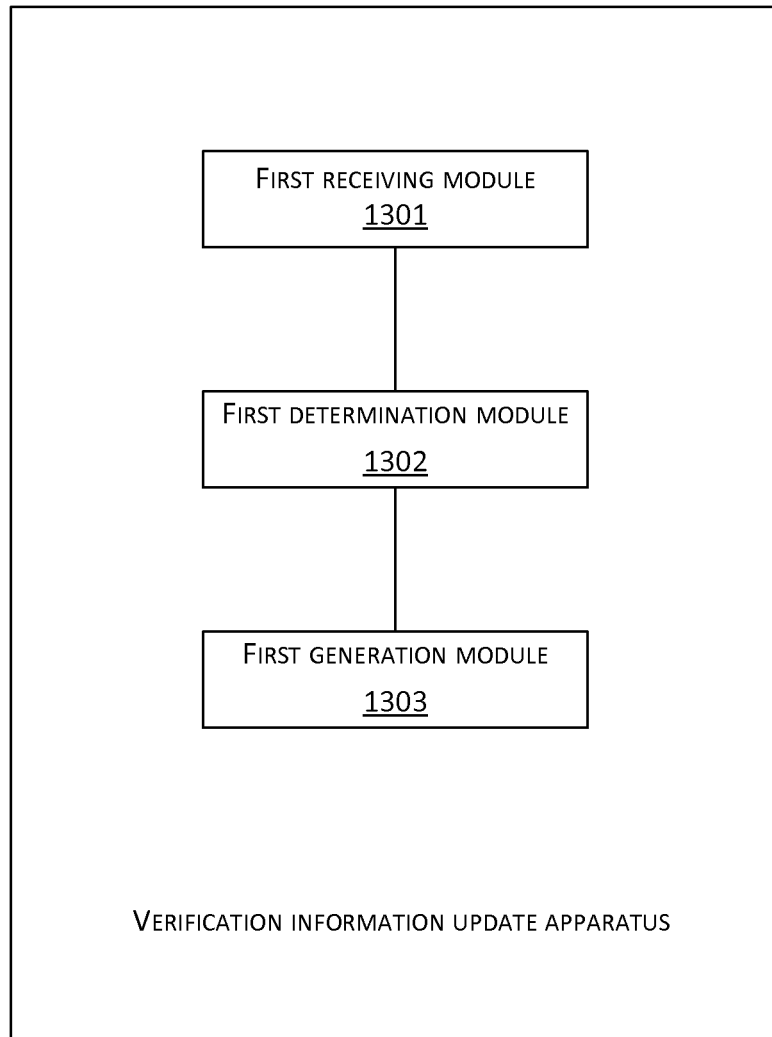 First receiving module
1301
First determination module
1302
First generation module
1303
Verification information update apparatus